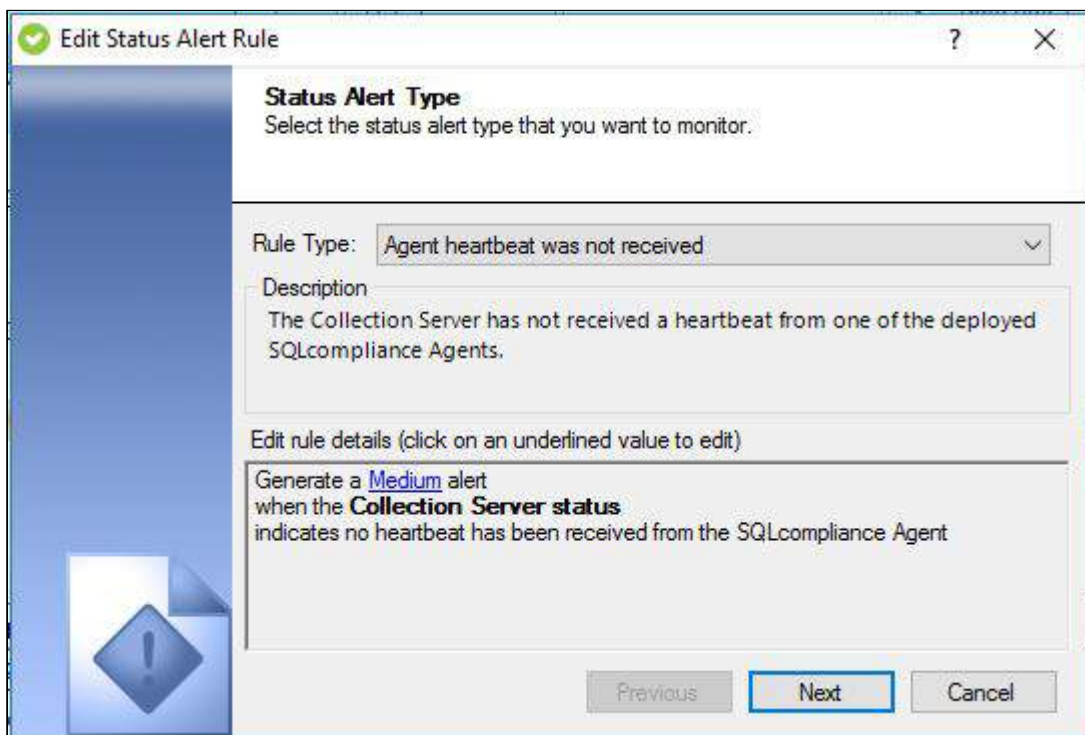 Edit Status Alert Rule
?
Status Alert Type
Select the status alert type that you want to monitor.
Rule Type: Agent heartbeat was not received
Description
The Collection Server has not received a heartbeat from one of the deployed
SQLcompliance Agents.
Edit rule details (click on an underlined value to edit)
Generate a Medium alert
when the Collection Server status
indicates no heartbeat has been received from the SQLcompliance Agent
Previous Next Cancel